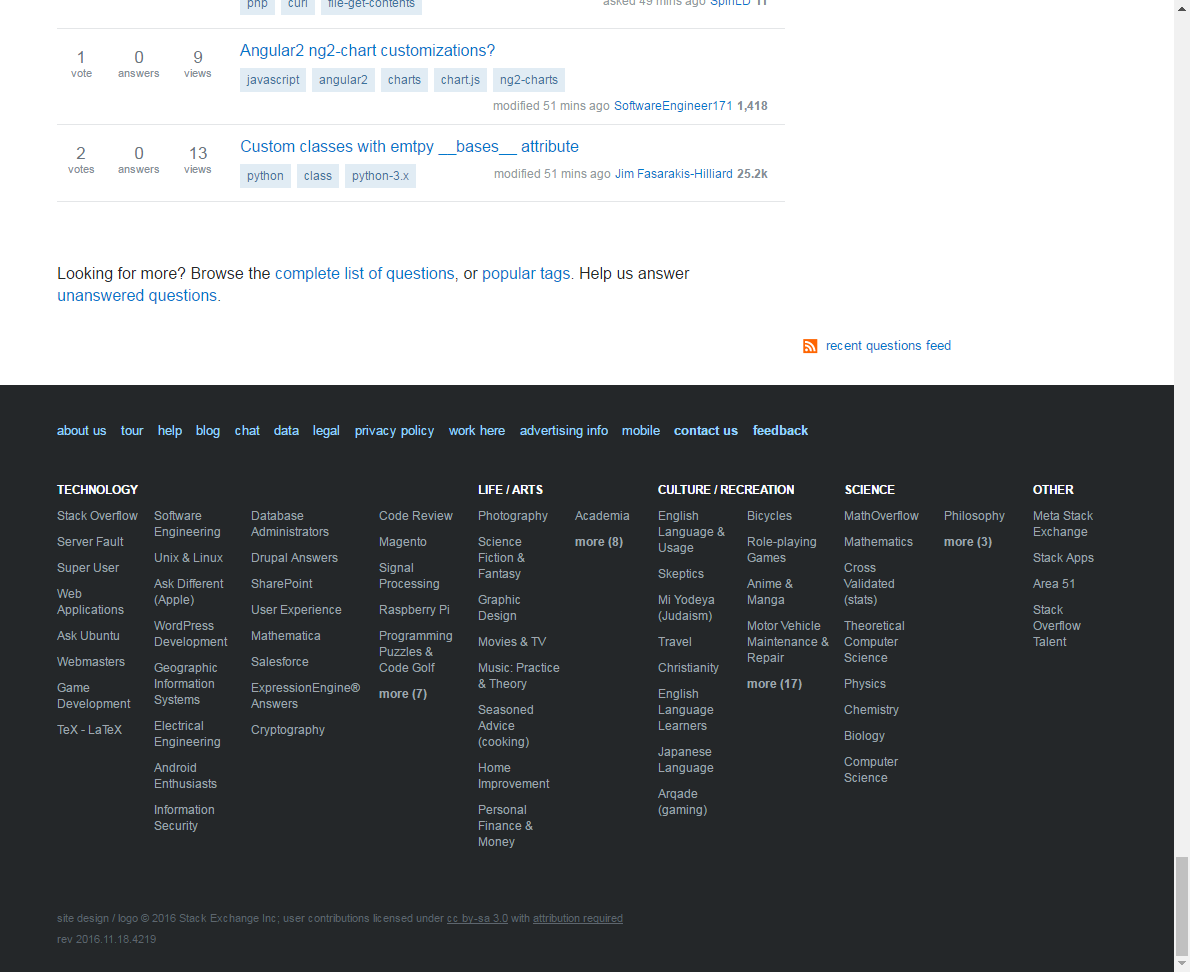 php curl file-get-contents asked 49 mins ago SpiriLD 11
1 0 9 Angular2 ng2-chart customizations?
vote answers views
javascript angular2 charts chart.js ng2-charts
modified 51 mins ago SoftwareEngineer171 1,418
2 0 13 Custom classes with emtpy __bases__ attribute
votes answers views
python class python-3.x modified 51 mins ago Jim Fasarakis-Hilliard 25.2k
Looking for more? Browse the complete list of questions, or popular tags. Help us answer
unanswered questions.
recent questions feed
about us tour help blog chat data legal privacy policy work here advertising info mobile contact us feedback
TECHNOLOGY
Stack Overflow
Server Fault
Super User
Web
Applications
Ask Ubuntu
Webmasters
Game
Development
TeX - LaTeX
Software
Engineering
Unix & Linux
Ask Different
(Apple)
WordPress
Development
Geographic
Information
Systems
Electrical
Engineering
Android
Enthusiasts
Information
Security
Database
Administrators
Drupal Answers
SharePoint
User Experience
Mathematica
Salesforce
ExpressionEngine®
Answers
Cryptography
Code Review
Magento
Signal
Processing
Raspberry Pi
Programming
Puzzles &
Code Golf
more (7)
LIFE / ARTS
Photography
Science
Fiction &
Fantasy
Graphic
Design
Movies & TV
Music: Practice
& Theory
Seasoned
Advice
(cooking)
Home
Improvement
Personal
Finance &
Money
Academia
more (8)
CULTURE / RECREATION
English
Language &
Usage
Skeptics
Mi Yodeya
(Judaism)
Travel
Christianity
English
Language
Learners
Japanese
Language
Arqade
(gaming)
Bicycles
Role-playing
Games
Anime &
Manga
Motor Vehicle
Maintenance &
Repair
more (17)
SCIENCE
MathOverflow
Mathematics
Cross
Validated
(stats)
Theoretical
Computer
Science
Physics
Chemistry
Biology
Computer
Science
Philosophy
more (3)
OTHER
Meta Stack
Exchange
Stack Apps
Area 51
Stack
Overflow
Talent
site design / logo © 2016 Stack Exchange Inc; user contributions licensed under cc by-sa 3.0 with attribution required
rev 2016.11.18.4219